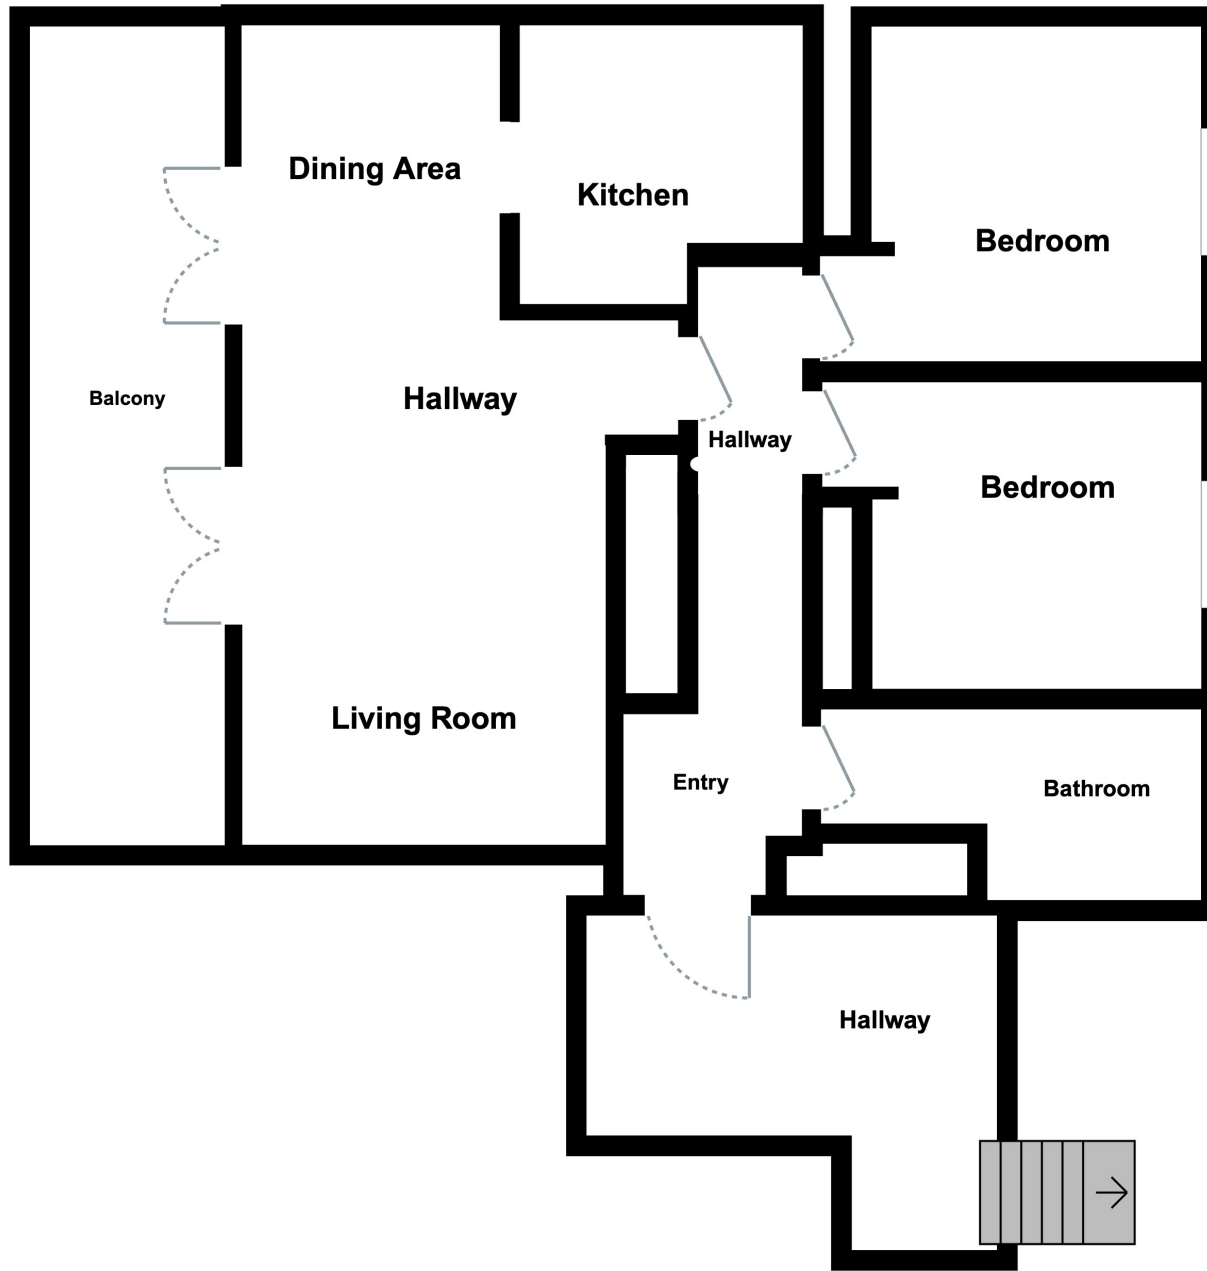 Dining Area
Kitchen
Bedroom
Balcony
Hallway
Hallway
Bedroom
Living Room
Entry
Bathroom
Hallway